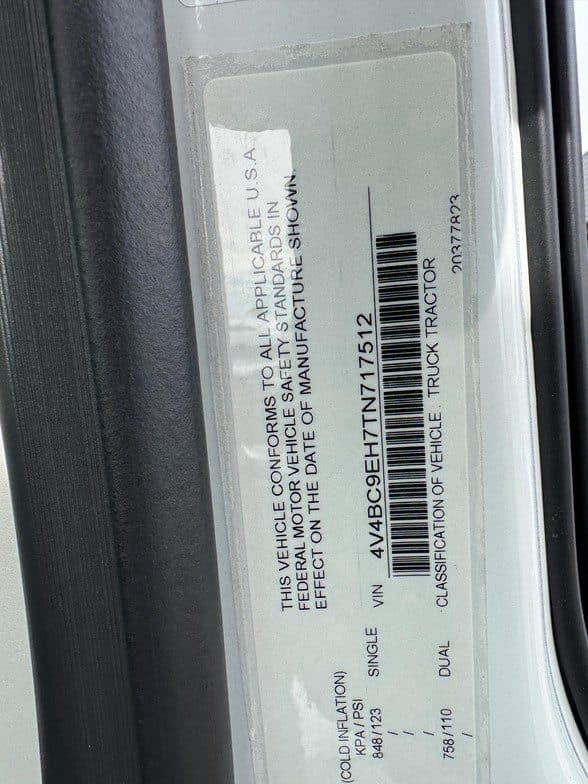 THIS VEHICLE CONFORMS TO ALL APPLICABLE U.S.A.
FEDERAL MOTOR VEHICLE SAFETY STANDARDS IN
EFFECT ON THE DATE OF MANUFACTURE SHOWN.
(COLD INFLATION)
KPA / PSI
848/123 SINGLE VIN 4V4BC9EH7TN717512
/
/
758/110 DUAL CLASSIFICATION OF VEHICLE . TRUCK TRACTOR
/
20377823